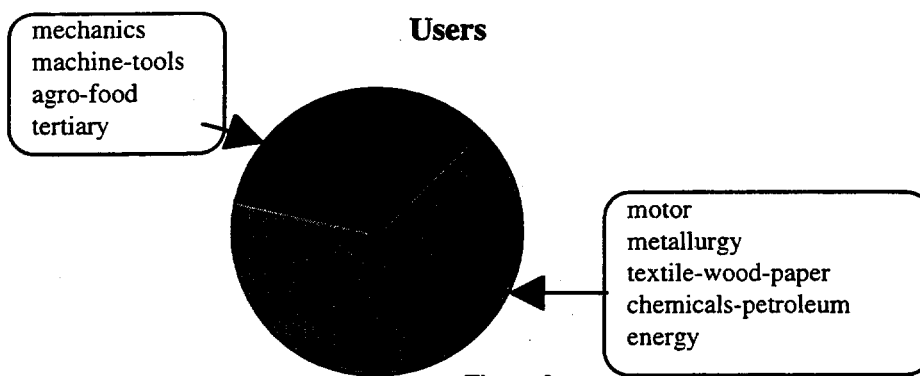 Users
mechanics
machine-tools
agro-food
tertiary
motor
metallurgy
textile-wood-paper
chemicals-petroleum
energy